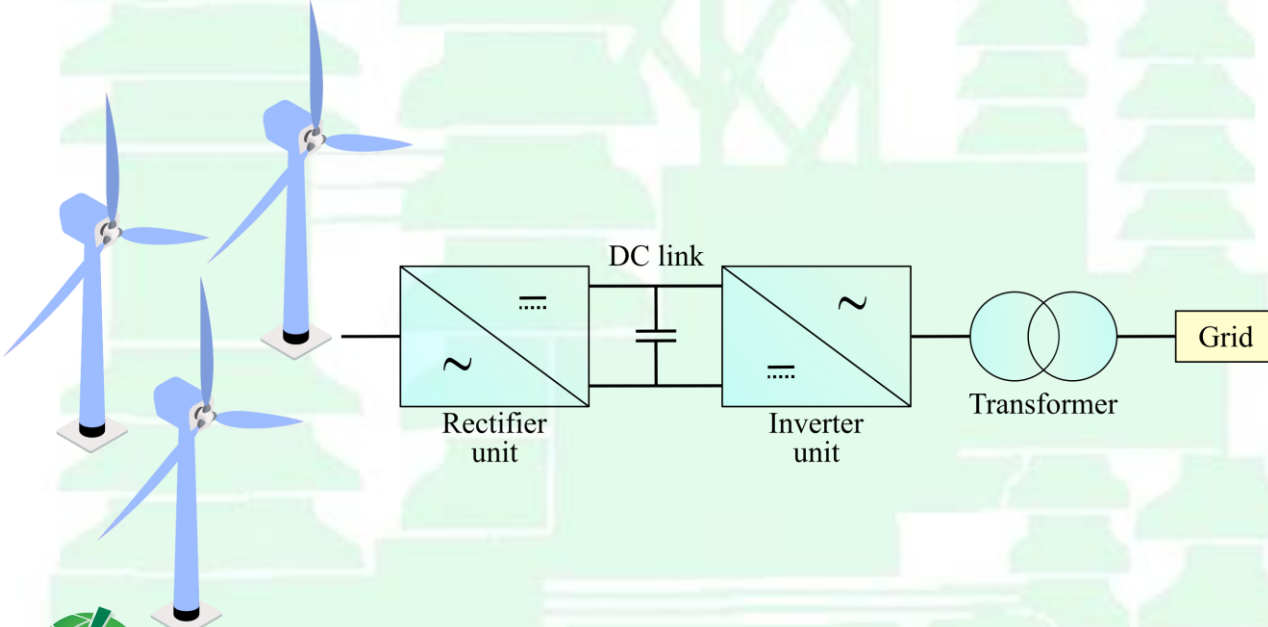 DC link
Rectifier
unit
Inverter
unit
Transformer
Grid